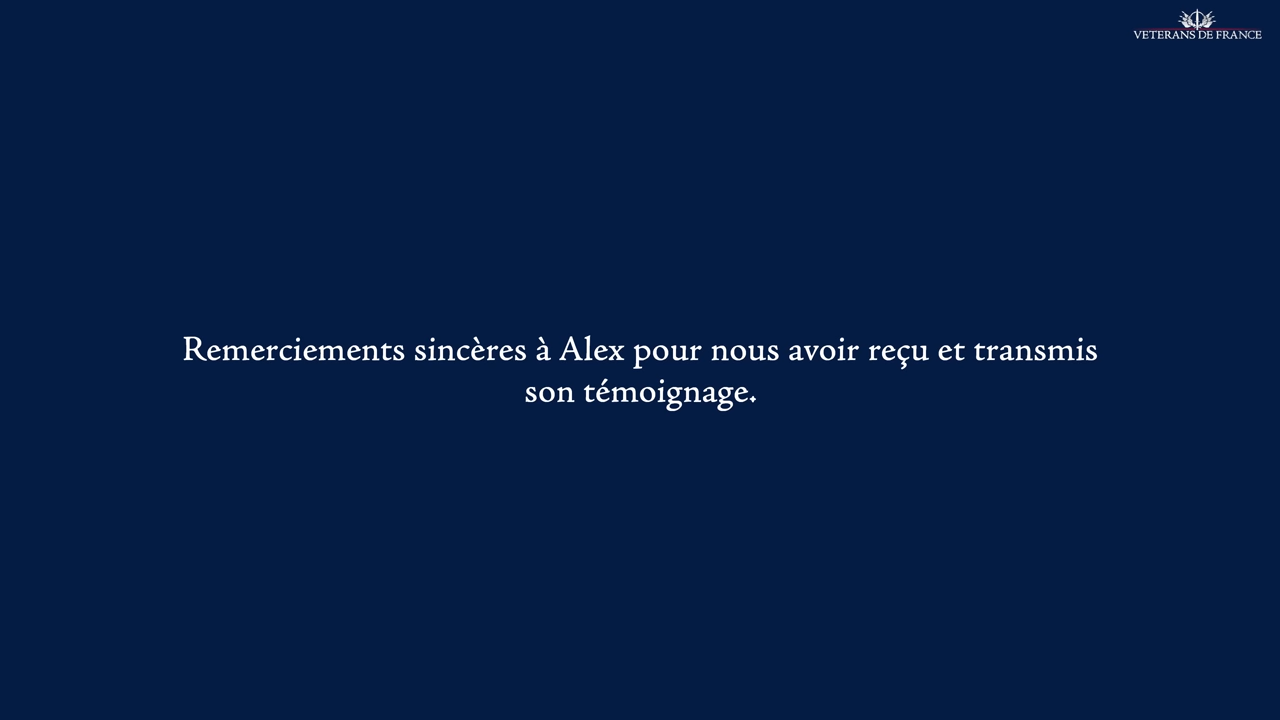 VETERANS DE FRANCE
Remerciements sincères à Alex pour nous avoir reçu et transmis
son témoignage.